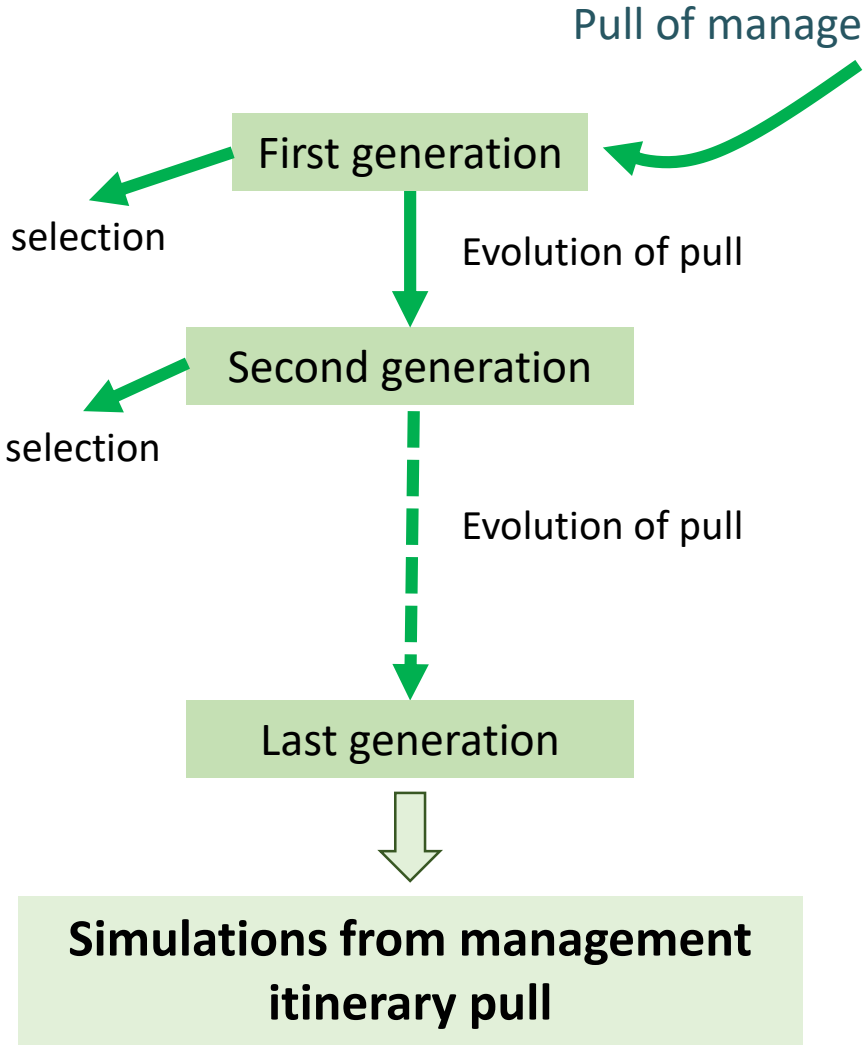 Pull of manage
First generation
selection
Evolution of pull
Second generation
selection
Evolution of pull
Last generation
Simulations from management
itinerary pull